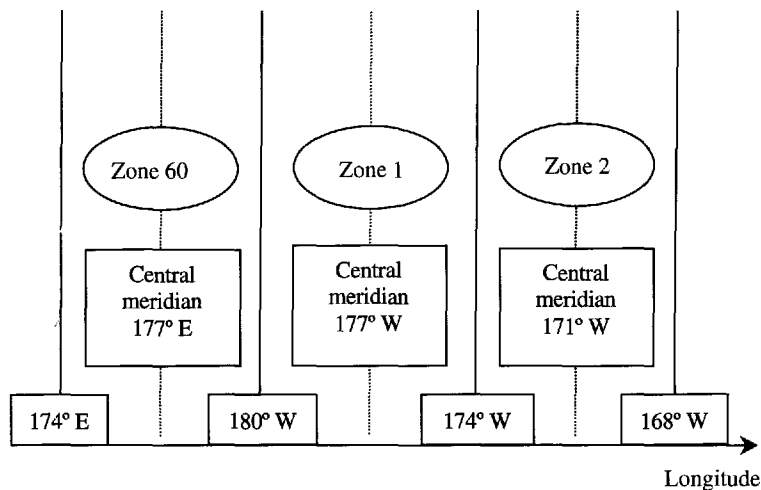 Zone 60
Zone 1
Zone 2
Central
meridian
177° E
Central
meridian
177° W
Central
meridian
171° W
174° E
180° W
174° W
168° W
Longitude